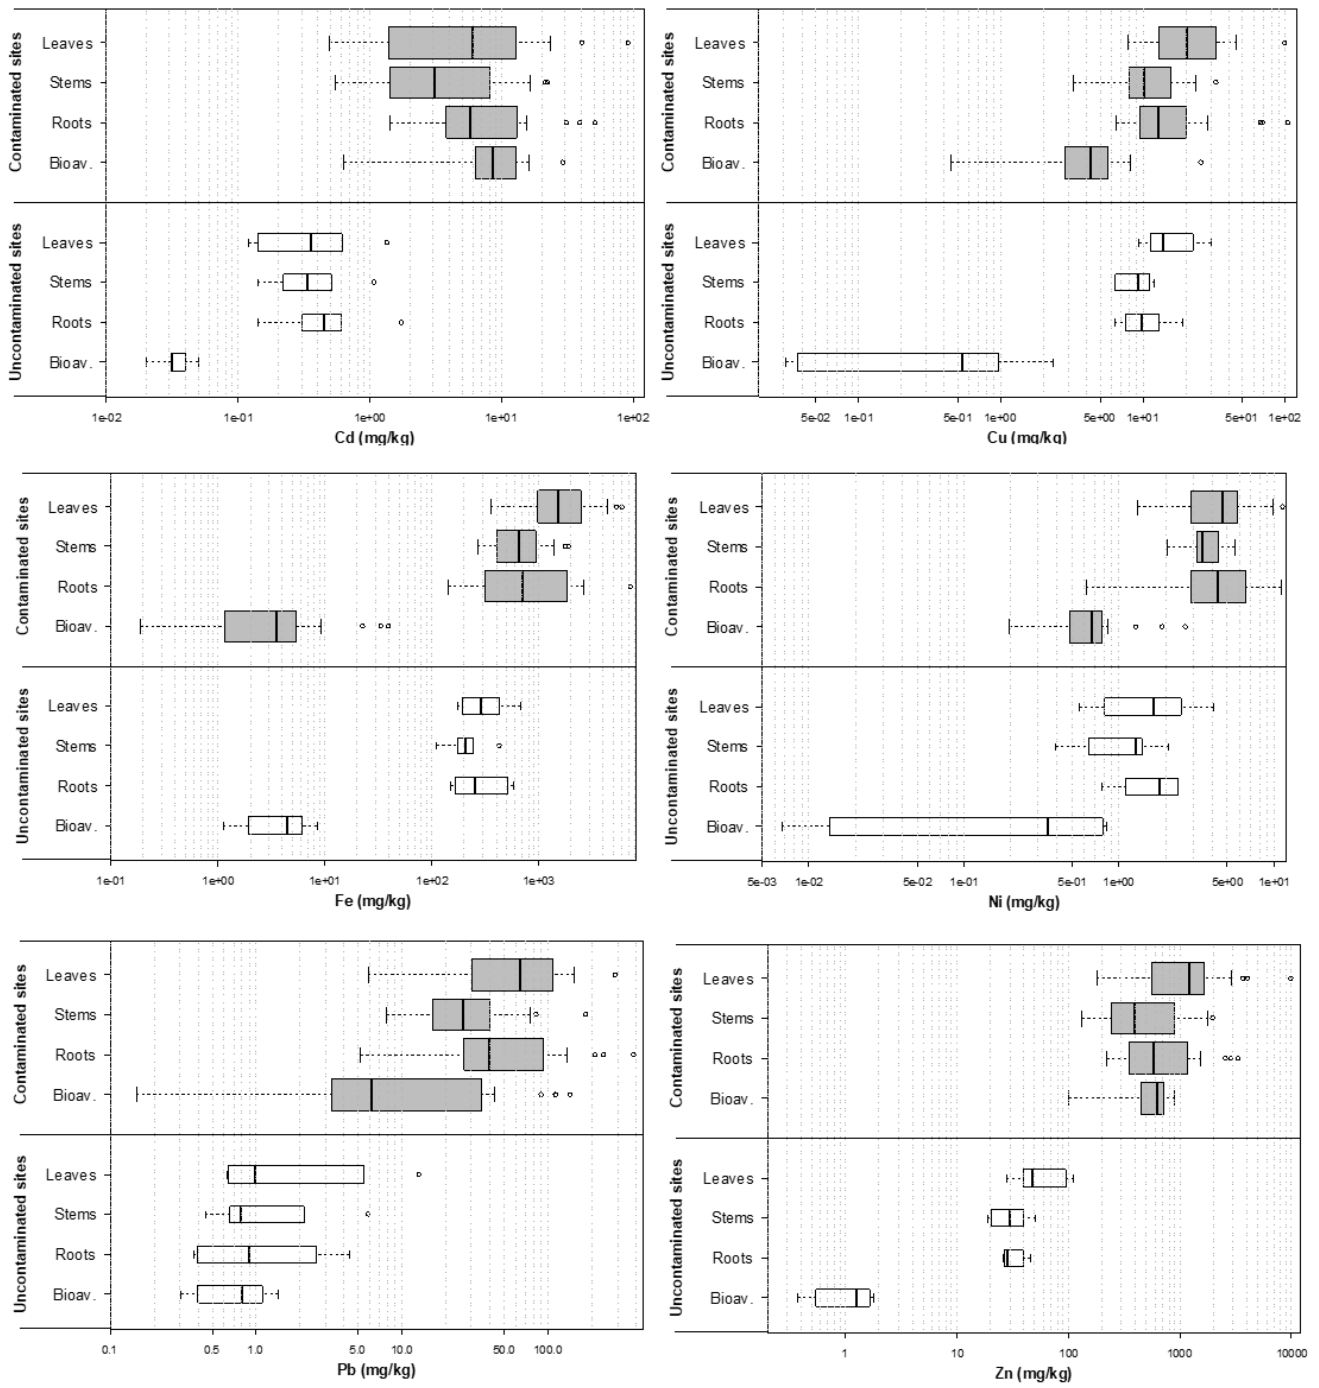 Contaminated sites
Leaves
Stems
Roots
Bioav.
Uncontaminated sites
Leaves
Stems
Roots
Bioav.
1e-02 1e-01 1e+00 1e+01 1e+02
Cd (mg/kg)
Contaminated sites
Leaves
Stems
Roots
Bioav.
Uncontaminated sites
Leaves
Stems
Roots
Bioav.
5e-02 1e-01 5e-01 1e+00 5e+00 1e+01 5e+01 1e+02
Cu (mg/kg)
Contaminated sites
Leaves
Stems
Roots
Bioav.
Uncontaminated sites
Leaves
Stems
Roots
Bioav.
1e-01 1e+00 1e+01 1e+02 1e+03
Fe (mg/kg)
Contaminated sites
Leaves
Stems
Roots
Bioav.
Uncontaminated sites
Leaves
Stems
Roots
Bioav.
5e-03 1e-02 5e-02 1e-01 5e-01 1e+00 5e+00 1e+01
Ni (mg/kg)
Contaminated sites
Leaves
Stems
Roots
Bioav.
Uncontaminated sites
Leaves
Stems
Roots
Bioav.
0.1 0.5 1.0 5.0 10.0 50.0 100.0
Pb (mg/kg)
Contaminated sites
Leaves
Stems
Roots
Bioav.
Uncontaminated sites
Leaves
Stems
Roots
Bioav.
1 10 100 1000 10000
Zn (mg/kg)